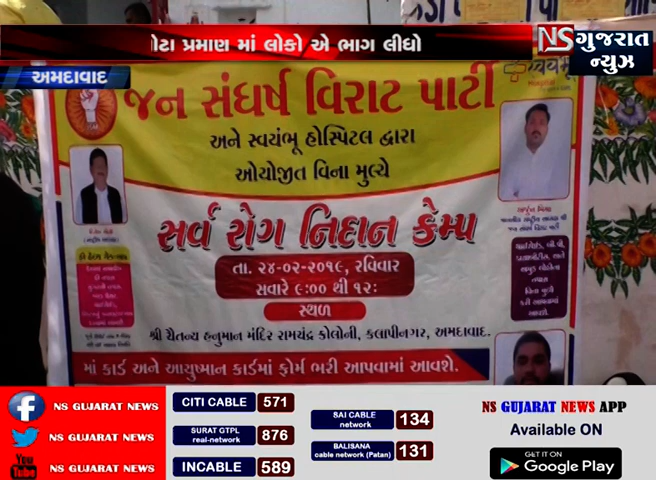 પ્રમાણ માં લોકો એ ભાગ લીધો
NS ગુજરાત
ન્યુઝ
અમદાવાદ
જન સંઘર્ષ વિરાટ પાર્ટી
અને સ્વયંભૂ હોસ્પિટલ દ્વારા
ઓયોજીત વિના મુલ્યે
સર્વ રોગ નિદાન કેમ્પ
તા. ૨૪-૦૨-૨૦૧૯, રવિવાર
સવારે ૯:૦૦ થી ૧૨:
સ્થળ
શ્રી ચૈતન્ય હનુમાન મંદિર રામચંદ્ર કોલોની, કલાપીનગર, અમદાવાદ.
માં કાર્ડ અને આયુષ્માન કાર્ડમાં ફોર્મ ભરી આપવામાં આવશે.
NS GUJARAT NEWS
NS GUJARAT NEWS
You Tube NS GUJARAT NEWS
CITI CABLE 571
SURAT GTPL real-network 876
INCABLE 589
SAI CABLE network 134
BALISANA cable network (Patan) 131
NS GUJARAT NEWS APP
Available ON
GET IT ON
Google Play